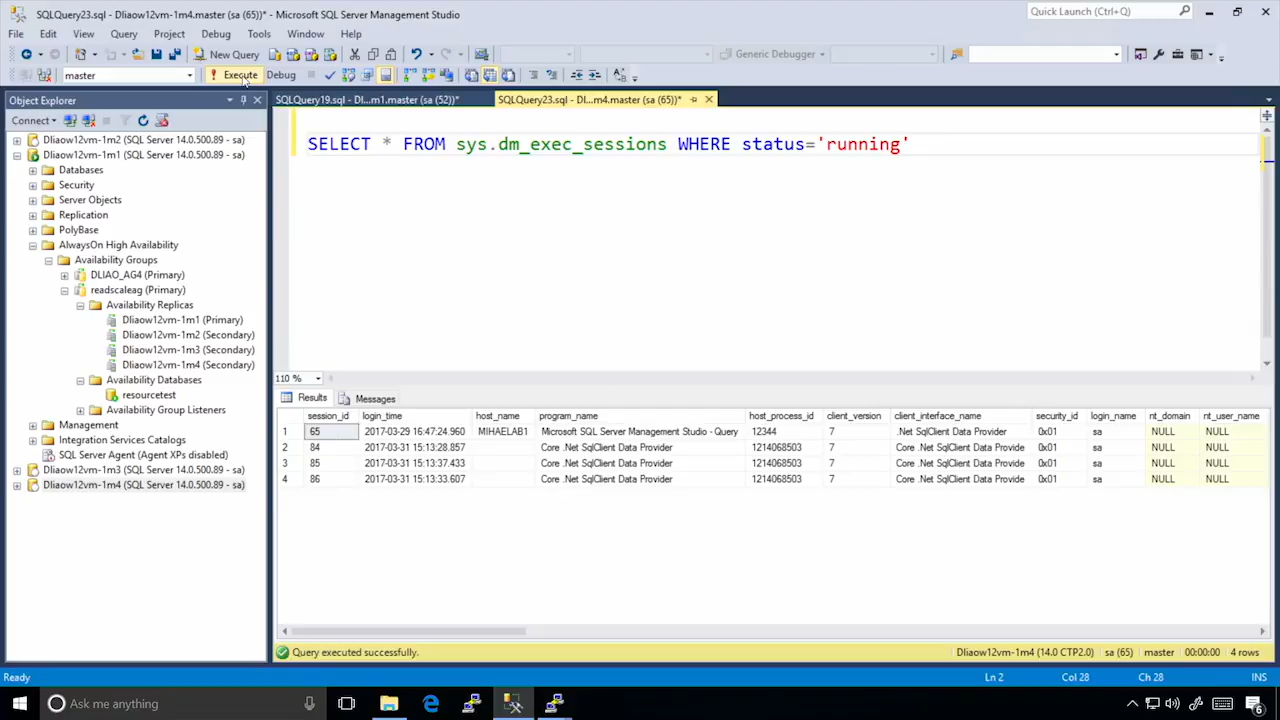 SQLQuery23.sql - Dliaow12vm-1m4.master (sa (65))* - Microsoft SQL Server Management Studio
Quick Launch (Ctrl+Q)
File Edit View Query Project Debug Tools Window Help
New Query
Generic Debugger
master
Execute Debug
Object Explorer
SQLQuery19.sql - Dl...m1.master (sa (52))*
SQLQuery23.sql - Dl...m4.master (sa (65))*
Connect
Dliaow12vm-1m2 (SQL Server 14.0.500.89 - sa)
Dliaow12vm-1m1 (SQL Server 14.0.500.89 - sa)
Databases
Security
Server Objects
Replication
PolyBase
AlwaysOn High Availability
Availability Groups
DLIAO_AG4 (Primary)
readscaleag (Primary)
Availability Replicas
Dliaow12vm-1m1 (Primary)
Dliaow12vm-1m2 (Secondary)
Dliaow12vm-1m3 (Secondary)
Dliaow12vm-1m4 (Secondary)
Availability Databases
resourcetest
Availability Group Listeners
Management
Integration Services Catalogs
SQL Server Agent (Agent XPs disabled)
Dliaow12vm-1m3 (SQL Server 14.0.500.89 - sa)
Dliaow12vm-1m4 (SQL Server 14.0.500.89 - sa)
SELECT * FROM sys.dm_exec_sessions WHERE status='running'
110 %
Results Messages
session_id login_time host_name program_name host_process_id client_version client_interface_name security_id login_name nt_domain nt_user_name
1 65 2017-03-29 16:47:24.960 MIHAELAB1 Microsoft SQL Server Management Studio - Query 12344 7 .Net SqlClient Data Provider 0x01 sa NULL NULL
2 84 2017-03-31 15:13:28.857 Core .Net SqlClient Data Provider 1214068503 7 Core .Net SqlClient Data Provide 0x01 sa NULL NULL
3 85 2017-03-31 15:13:37.433 Core .Net SqlClient Data Provider 1214068503 7 Core .Net SqlClient Data Provide 0x01 sa NULL NULL
4 86 2017-03-31 15:13:33.607 Core .Net SqlClient Data Provider 1214068503 7 Core .Net SqlClient Data Provide 0x01 sa NULL NULL
Query executed successfully.
Dliaow12vm-1m4 (14.0 CTP2.0) sa (65) master 00:00:00 4 rows
Ready
Ln 2 Col 28 Ch 28 INS
Ask me anything
6